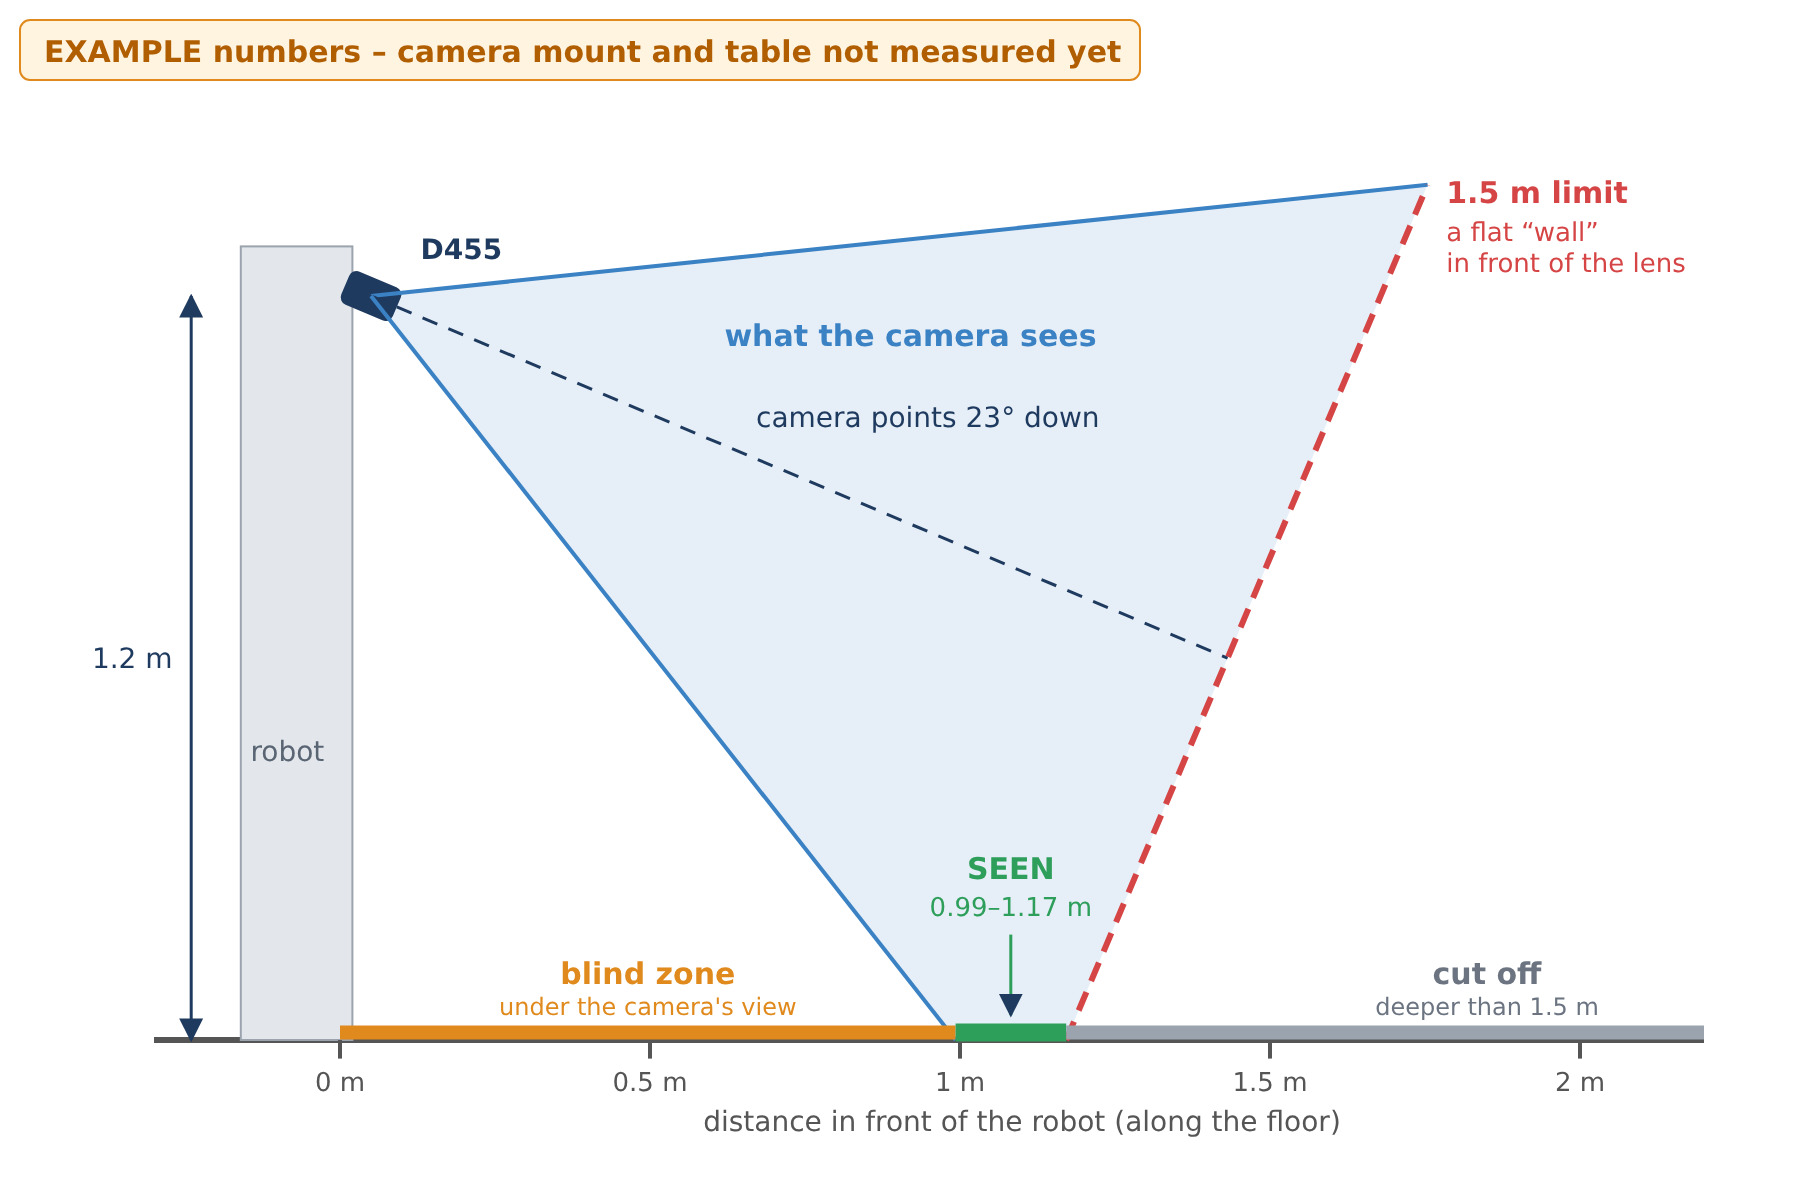 EXAMPLE numbers – camera mount and table not measured yet
1.5 m limit
a flat “wall”
in front of the lens
D455
what the camera sees
camera points 23° down
1.2 m
robot
SEEN
0.99–1.17 m
blind zone
under the camera's view
cut off
deeper than 1.5 m
0 m
0.5 m
1 m
1.5 m
2 m
distance in front of the robot (along the floor)